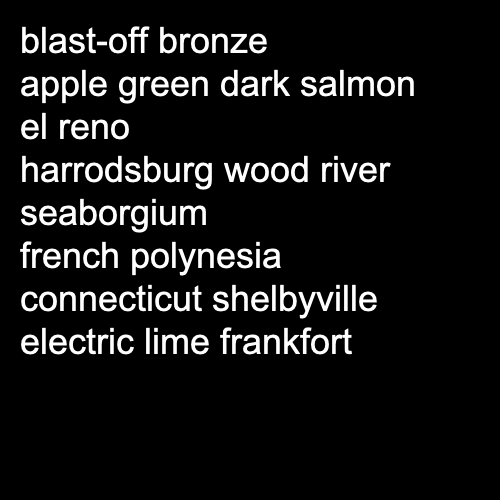 blast-off bronze
apple green dark salmon
el reno
harrodsburg wood river
seaborgium
french polynesia
connecticut shelbyville
electric lime frankfort